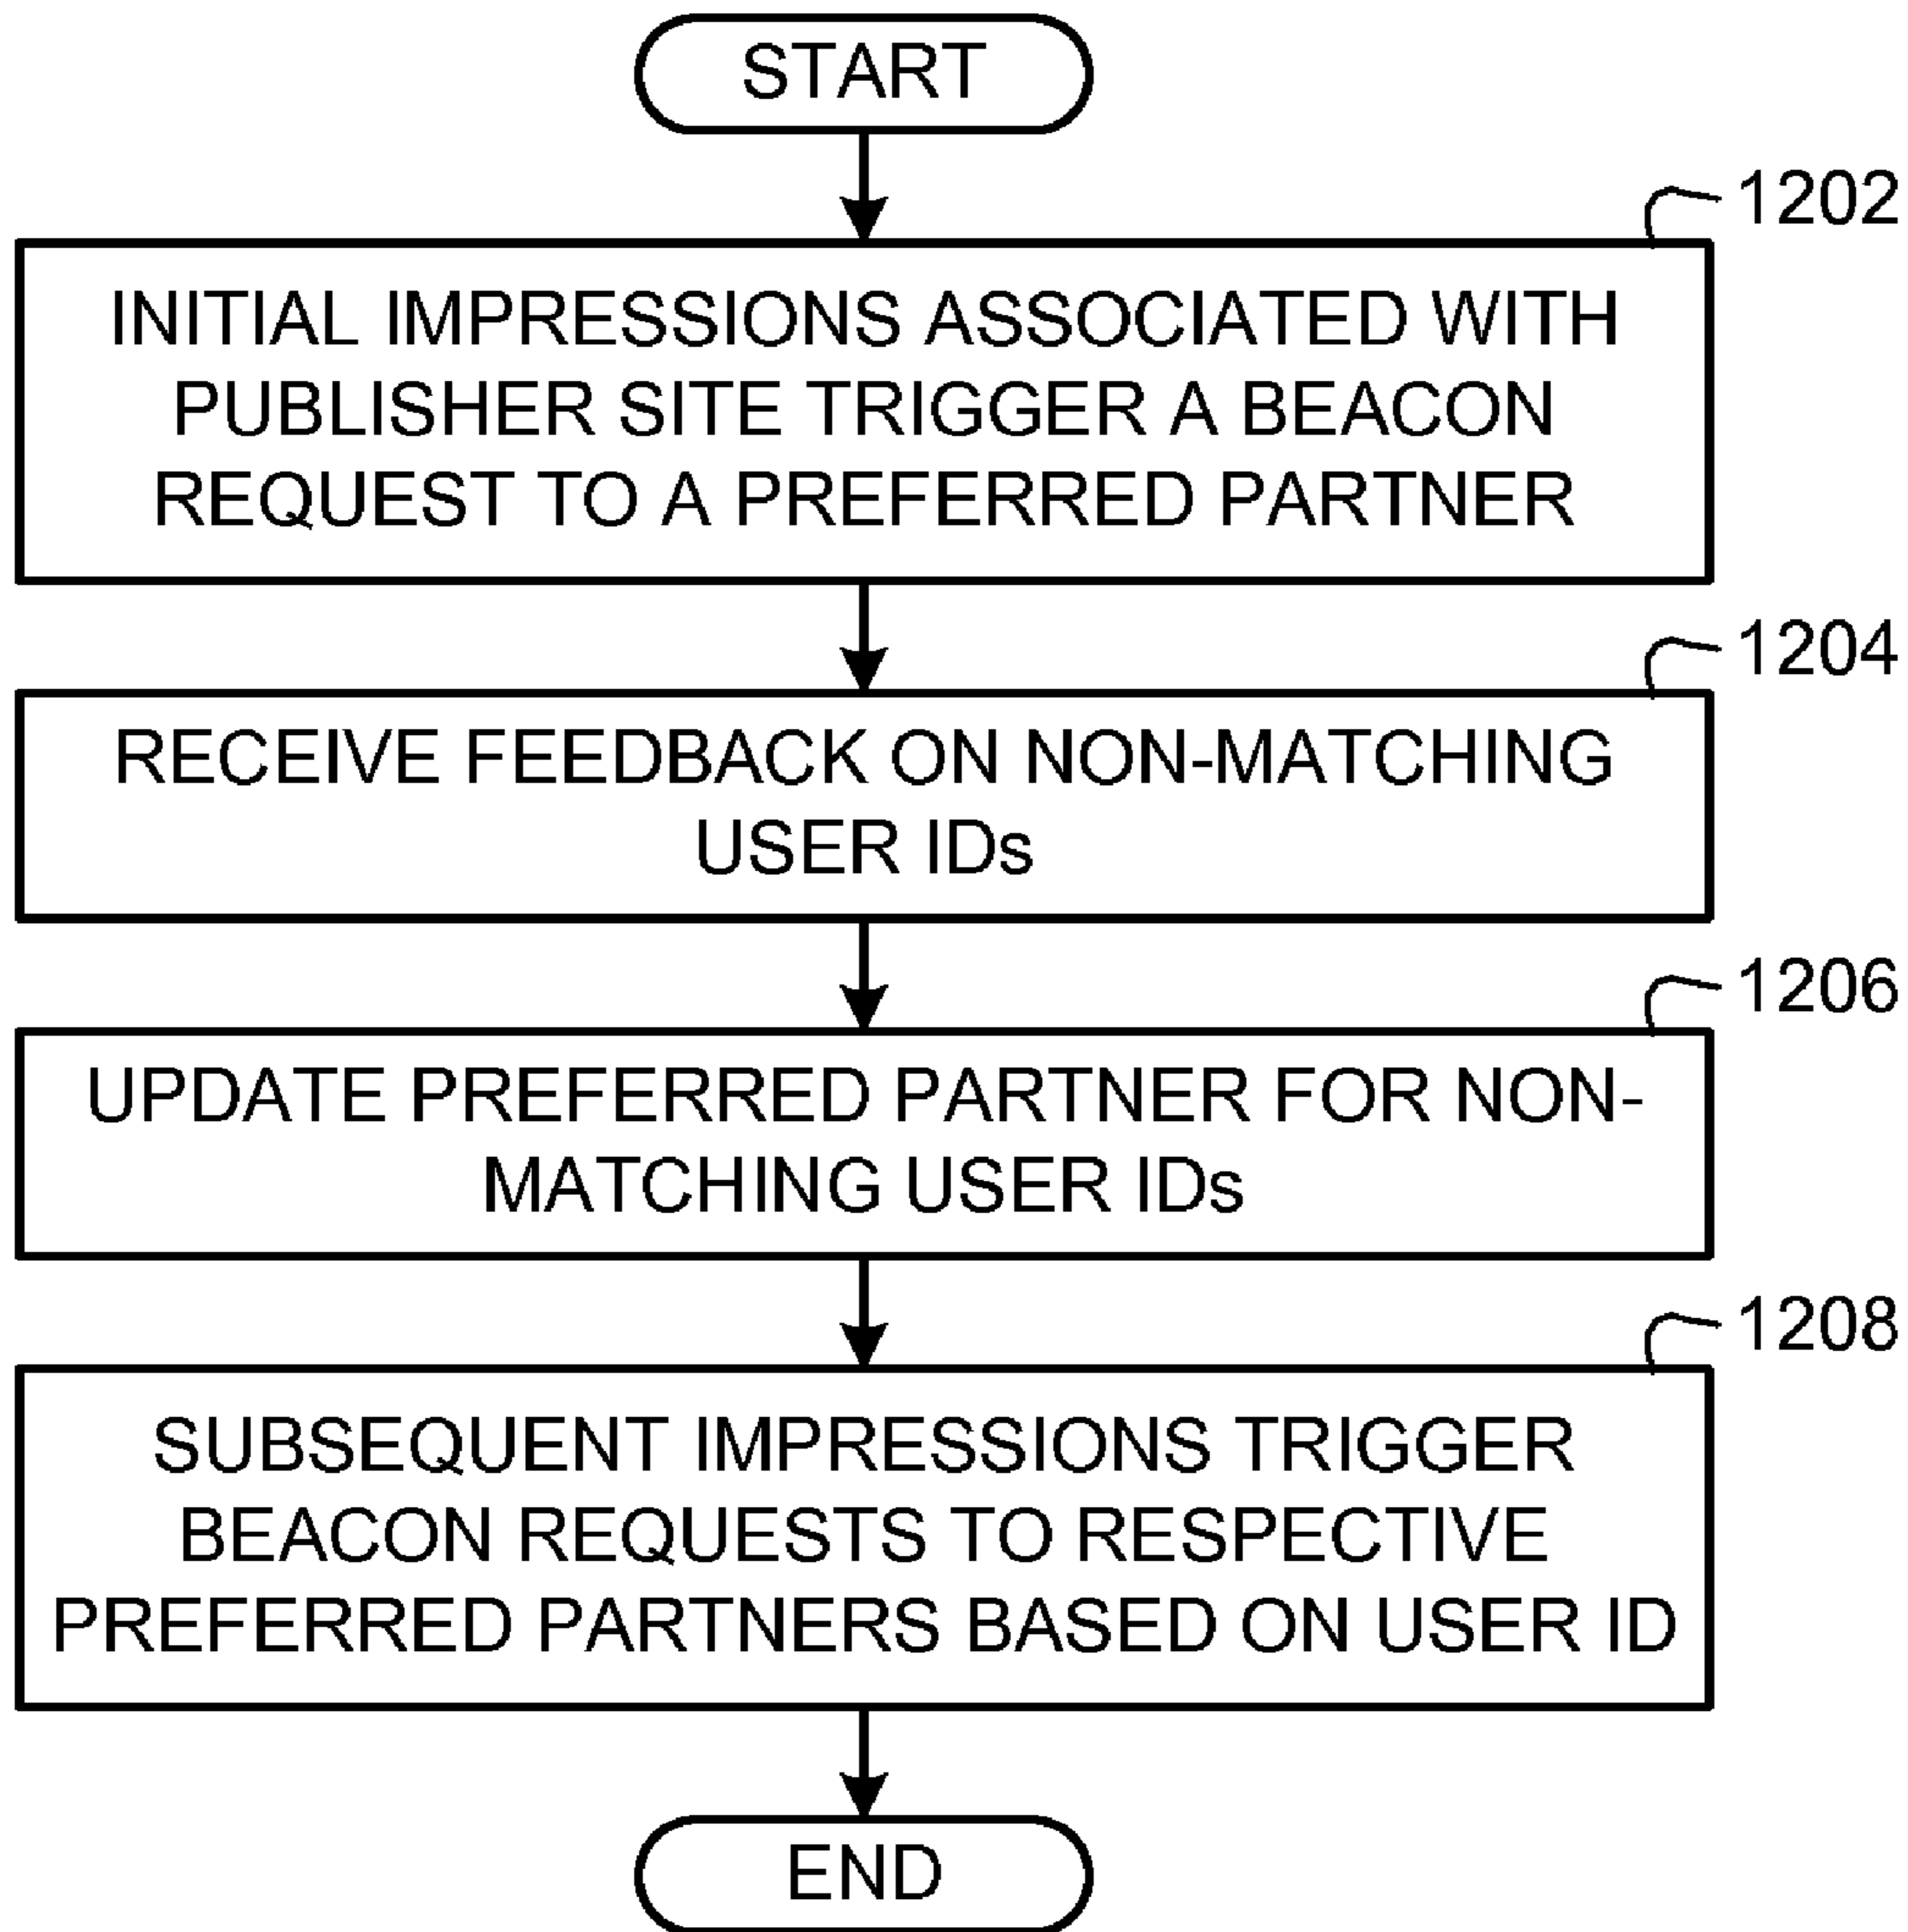 START
1202
INITIAL IMPRESSIONS ASSOCIATED WITH
PUBLISHER SITE TRIGGER A BEACON
REQUEST TO A PREFERRED PARTNER
1204
RECEIVE FEEDBACK ON NON-MATCHING
USER IDs
1206
UPDATE PREFERRED PARTNER FOR NON-
MATCHING USER IDs
1208
SUBSEQUENT IMPRESSIONS TRIGGER
BEACON REQUESTS TO RESPECTIVE
PREFERRED PARTNERS BASED ON USER ID
END